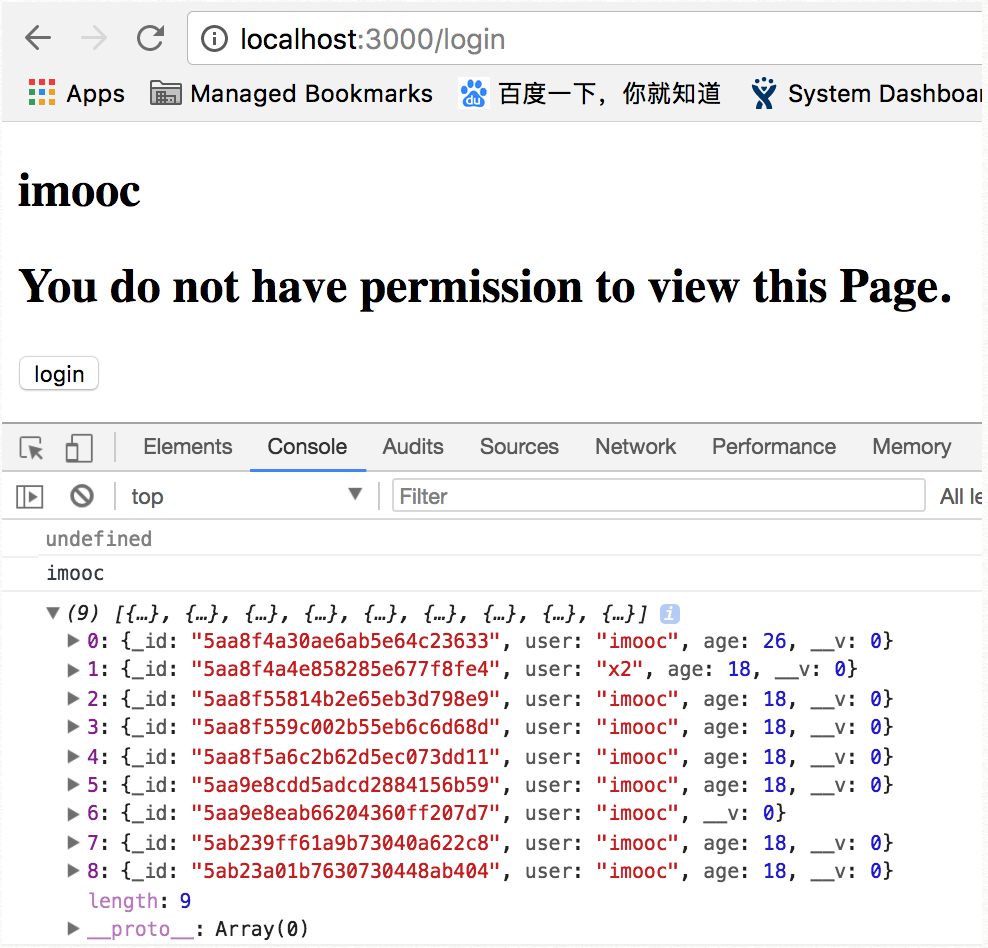 localhost:3000/login
Apps Managed Bookmarks du 百度一下，你就知道 System Dashboar
imooc
You do not have permission to view this Page.
login
Elements Console Audits Sources Network Performance Memory
top Filter All le
undefined
imooc
(9) [{…}, {…}, {…}, {…}, {…}, {…}, {…}, {…}, {…}] i
0: {_id: "5aa8f4a30ae6ab5e64c23633", user: "imooc", age: 26, __v: 0}
1: {_id: "5aa8f4a4e858285e677f8fe4", user: "x2", age: 18, __v: 0}
2: {_id: "5aa8f55814b2e65eb3d798e9", user: "imooc", age: 18, __v: 0}
3: {_id: "5aa8f559c002b55eb6c6d68d", user: "imooc", age: 18, __v: 0}
4: {_id: "5aa8f5a6c2b62d5ec073dd11", user: "imooc", age: 18, __v: 0}
5: {_id: "5aa9e8cdd5adcd2884156b59", user: "imooc", age: 18, __v: 0}
6: {_id: "5aa9e8eab66204360ff207d7", user: "imooc", __v: 0}
7: {_id: "5ab239ff61a9b73040a622c8", user: "imooc", age: 18, __v: 0}
8: {_id: "5ab23a01b7630730448ab404", user: "imooc", age: 18, __v: 0}
length: 9
__proto__: Array(0)